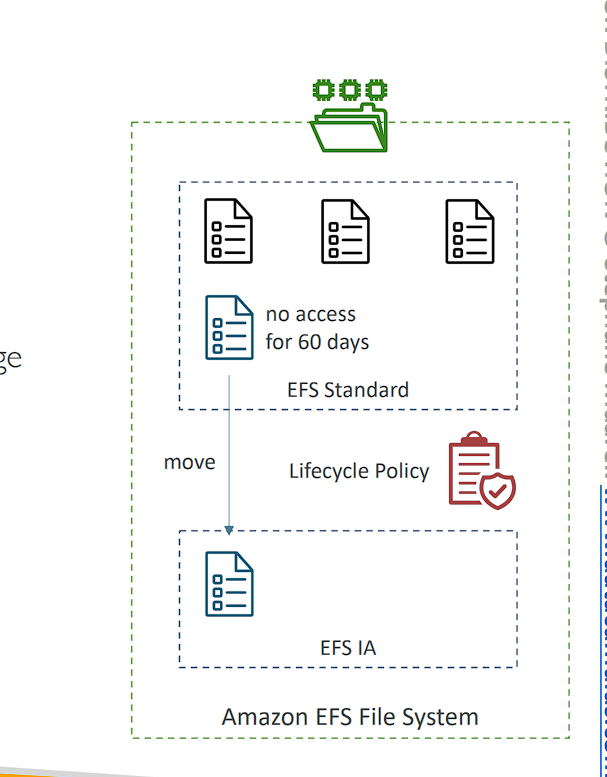 no access
for 60 days
ge
EFS Standard
move
Lifecycle Policy
EFS IA
Amazon EFS File System